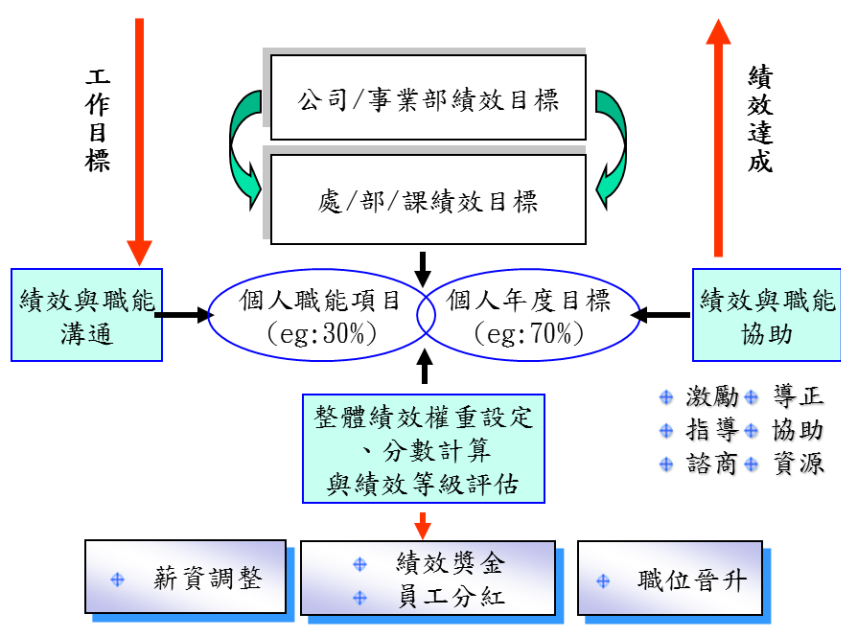 工作目標
公司/事業部績效目標
績效達成
處/部/課績效目標
績效與職能
溝通
個人職能項目
(eg:30%)
個人年度目標
(eg:70%)
績效與職能
協助
整體績效權重設定
、分數計算
與績效等級評估
激勵 導正
指導 協助
諮商 資源
薪資調整
績效獎金
員工分紅
職位晉升